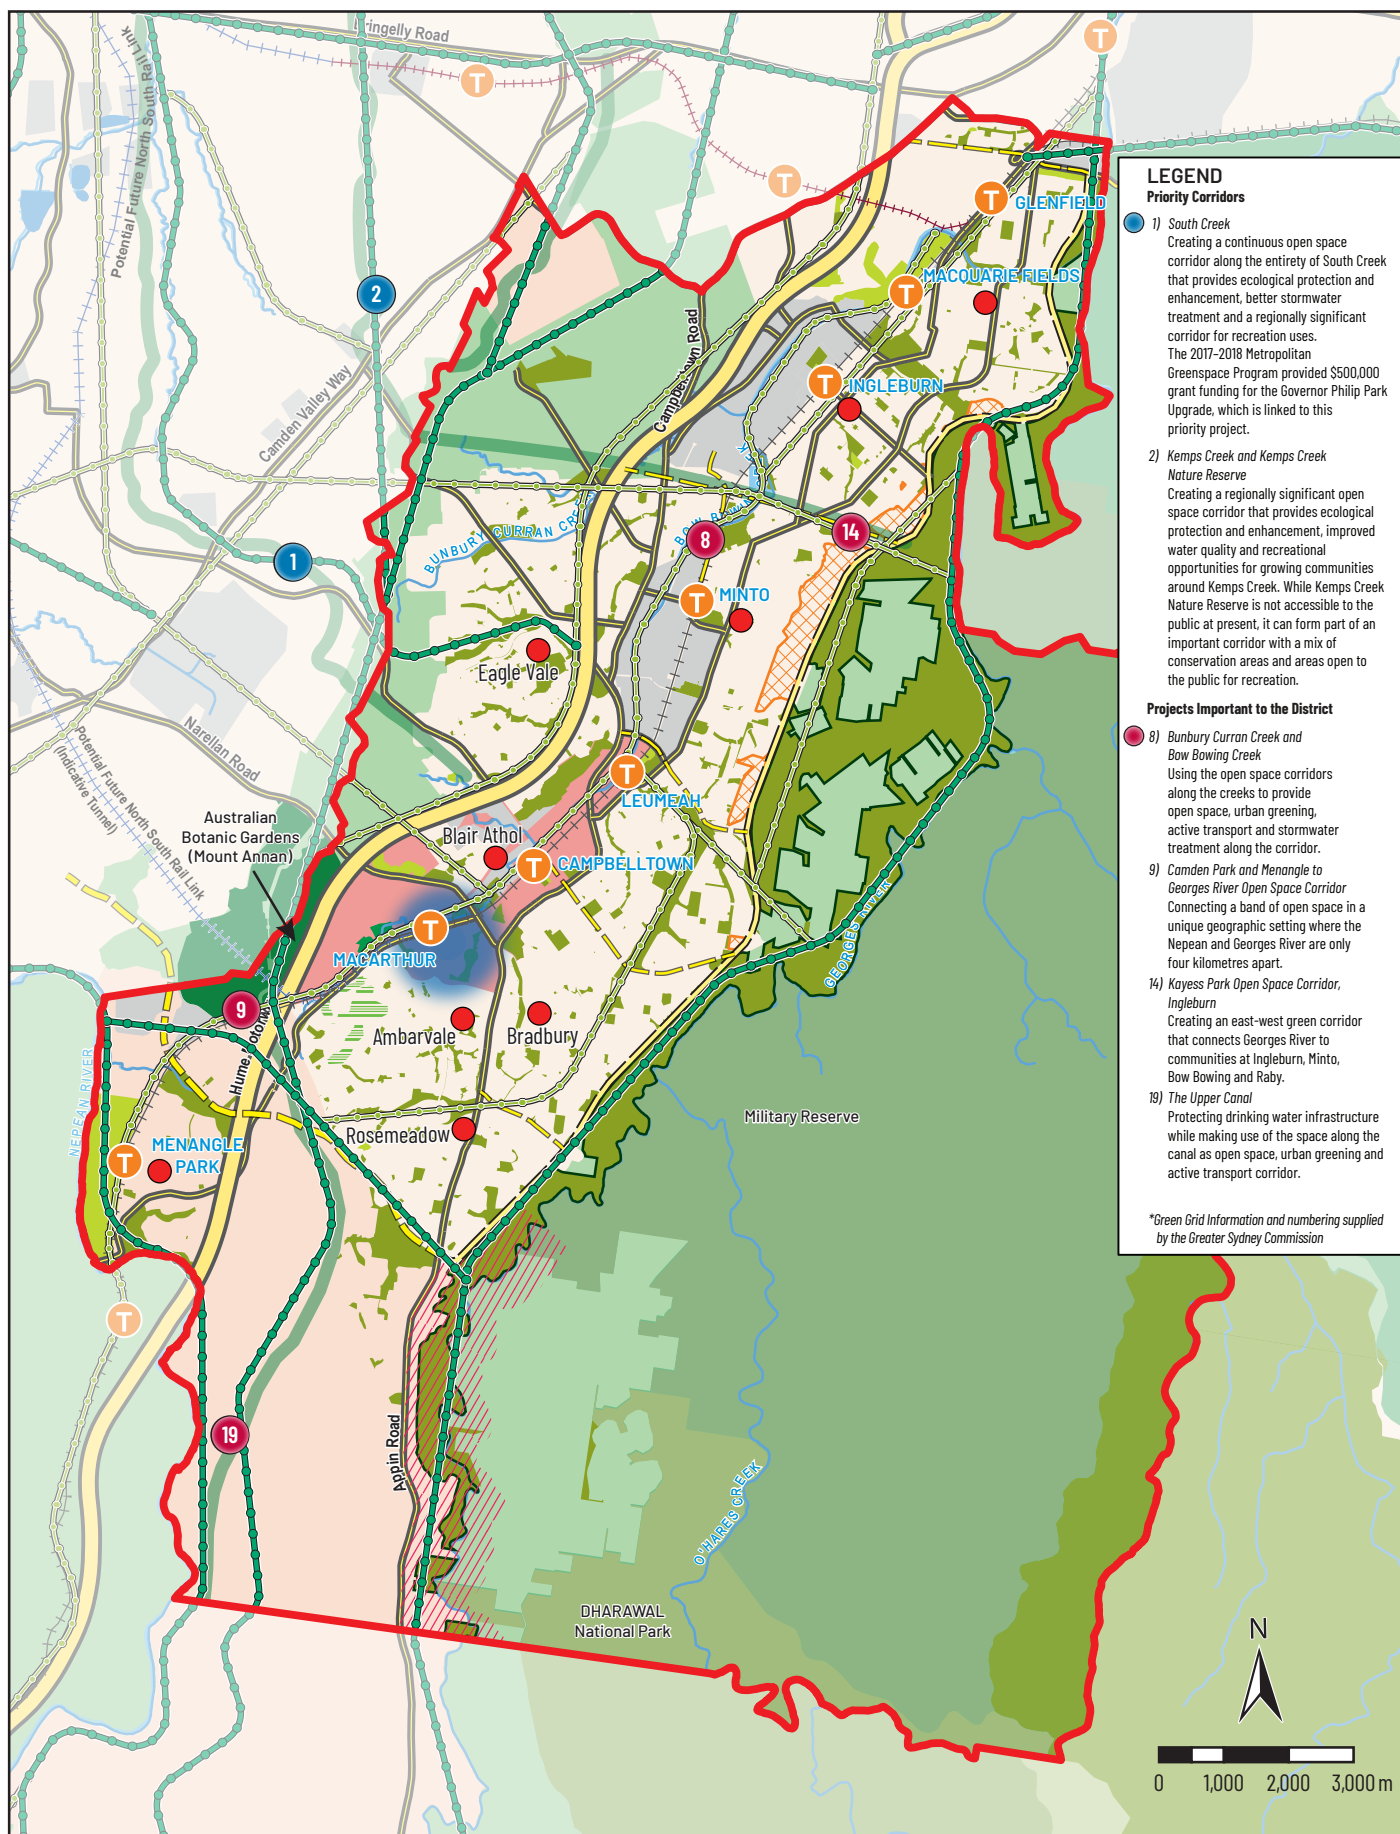 Bringelly Road
T
T
T
Potential Future North South Rail Link
2
Camden Valley Way
1
Narellan Road
Potential Future North South Rail Link
(Indicative Tunnel)
Australian
Botanic Gardens
(Mount Annan)
T
GLENFIELD
MACQUARIE FIELDS
T
Campbelltown Road
T
INGLEBURN
BUNBURY CURRAN CREEK
8
14
T
MINTO
Eagle Vale
T
LEUMEAH
Blair Athol
T
CAMPBELLTOWN
T
MACARTHUR
GEORGES RIVER
9
Hume Motorway
Ambarvale
Bradbury
NEPEAN RIVER
Rosemeadow
Military Reserve
T
MENANGLE
PARK
T
19
Appin Road
O'HARES CREEK
DHARAWAL
National Park
LEGEND
Priority Corridors
1) South Creek
Creating a continuous open space
corridor along the entirety of South Creek
that provides ecological protection and
enhancement, better stormwater
treatment and a regionally significant
corridor for recreation uses.
The 2017–2018 Metropolitan
Greenspace Program provided $500,000
grant funding for the Governor Philip Park
Upgrade, which is linked to this
priority project.
2) Kemps Creek and Kemps Creek
Nature Reserve
Creating a regionally significant open
space corridor that provides ecological
protection and enhancement, improved
water quality and recreational
opportunities for growing communities
around Kemps Creek. While Kemps Creek
Nature Reserve is not accessible to the
public at present, it can form part of an
important corridor with a mix of
conservation areas and areas open to
the public for recreation.
Projects Important to the District
8) Bunbury Curran Creek and
Bow Bowing Creek
Using the open space corridors
along the creeks to provide
open space, urban greening,
active transport and stormwater
treatment along the corridor.
9) Camden Park and Menangle to
Georges River Open Space Corridor
Connecting a band of open space in a
unique geographic setting where the
Nepean and Georges River are only
four kilometres apart.
14) Kayess Park Open Space Corridor,
Ingleburn
Creating an east-west green corridor
that connects Georges River to
communities at Ingleburn, Minto,
Bow Bowing and Raby.
19) The Upper Canal
Protecting drinking water infrastructure
while making use of the space along the
canal as open space, urban greening and
active transport corridor.
*Green Grid Information and numbering supplied
by the Greater Sydney Commission
N
0 1,000 2,000 3,000 m